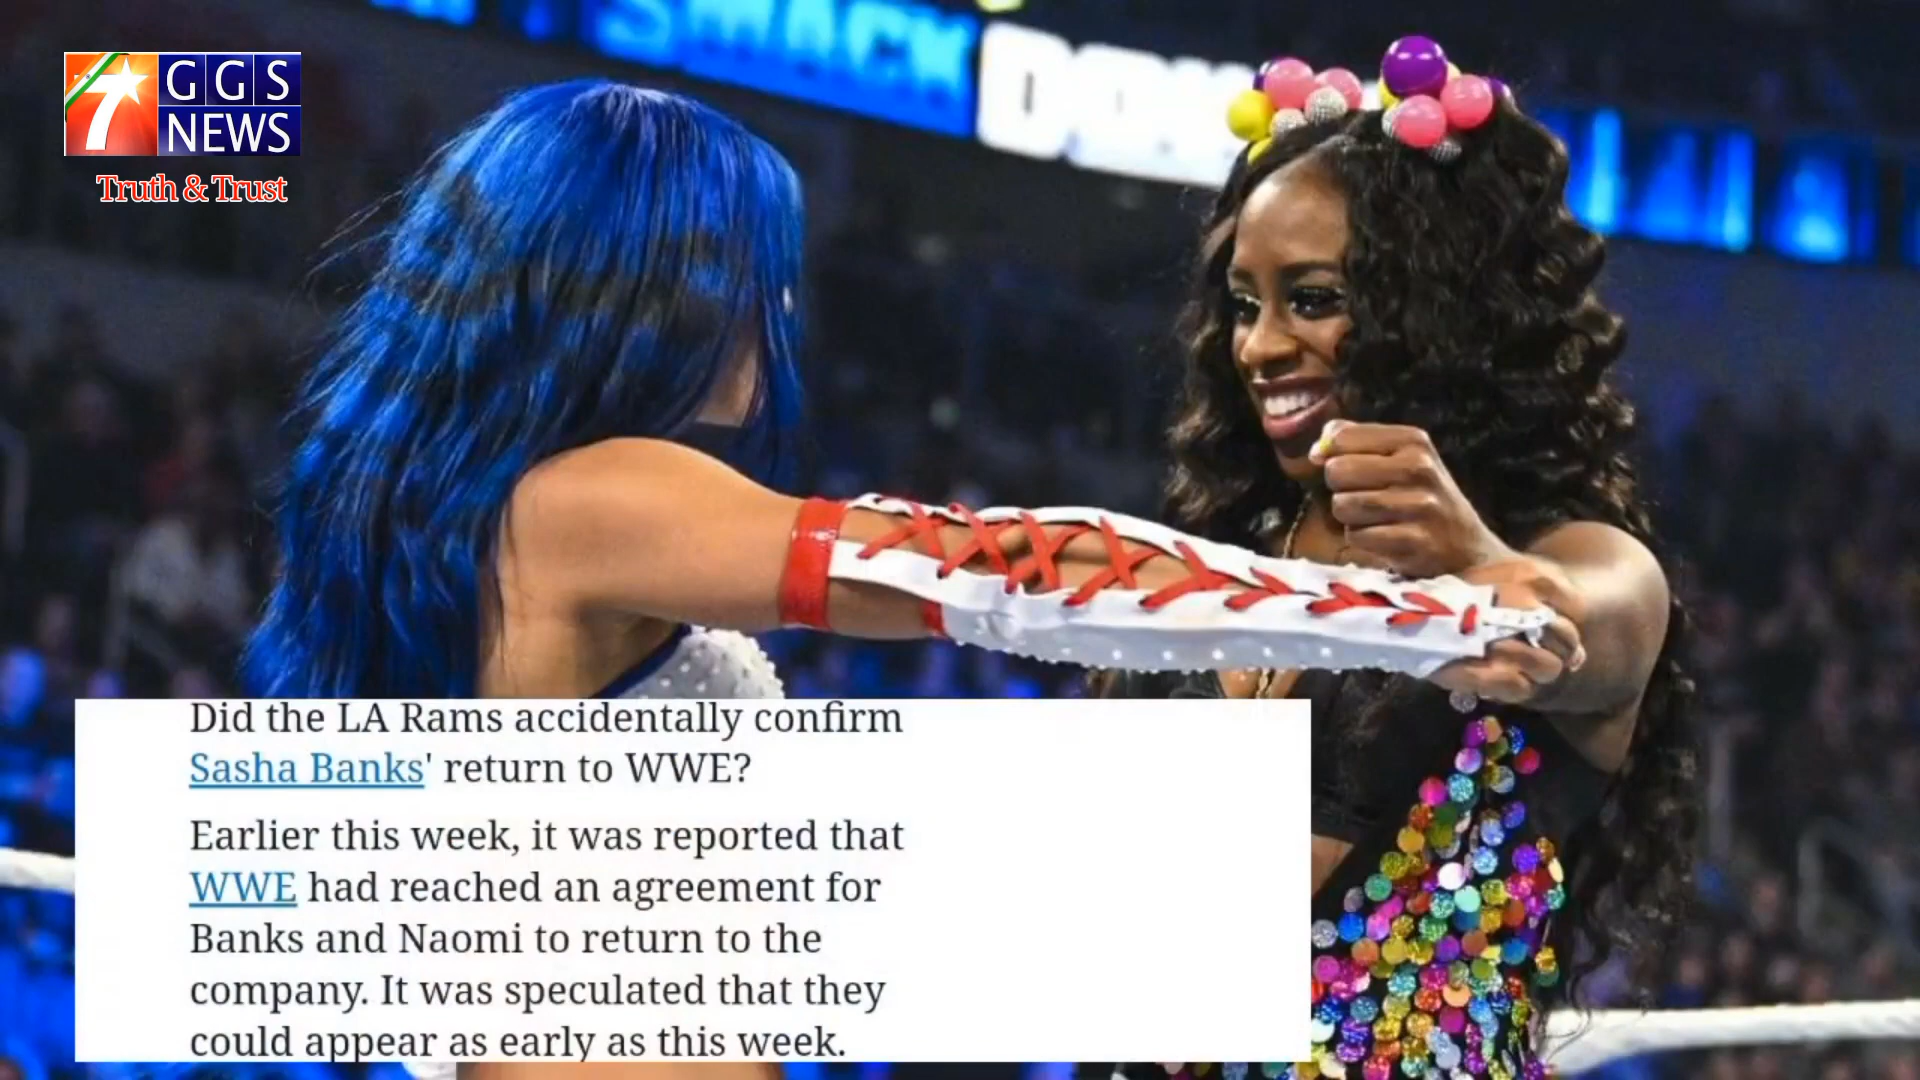 SMACK
GGS
NEWS
Truth & Trust
Did the LA Rams accidentally confirm
Sasha Banks' return to WWE?
Earlier this week, it was reported that
WWE had reached an agreement for
Banks and Naomi to return to the
company. It was speculated that they
could appear as early as this week.